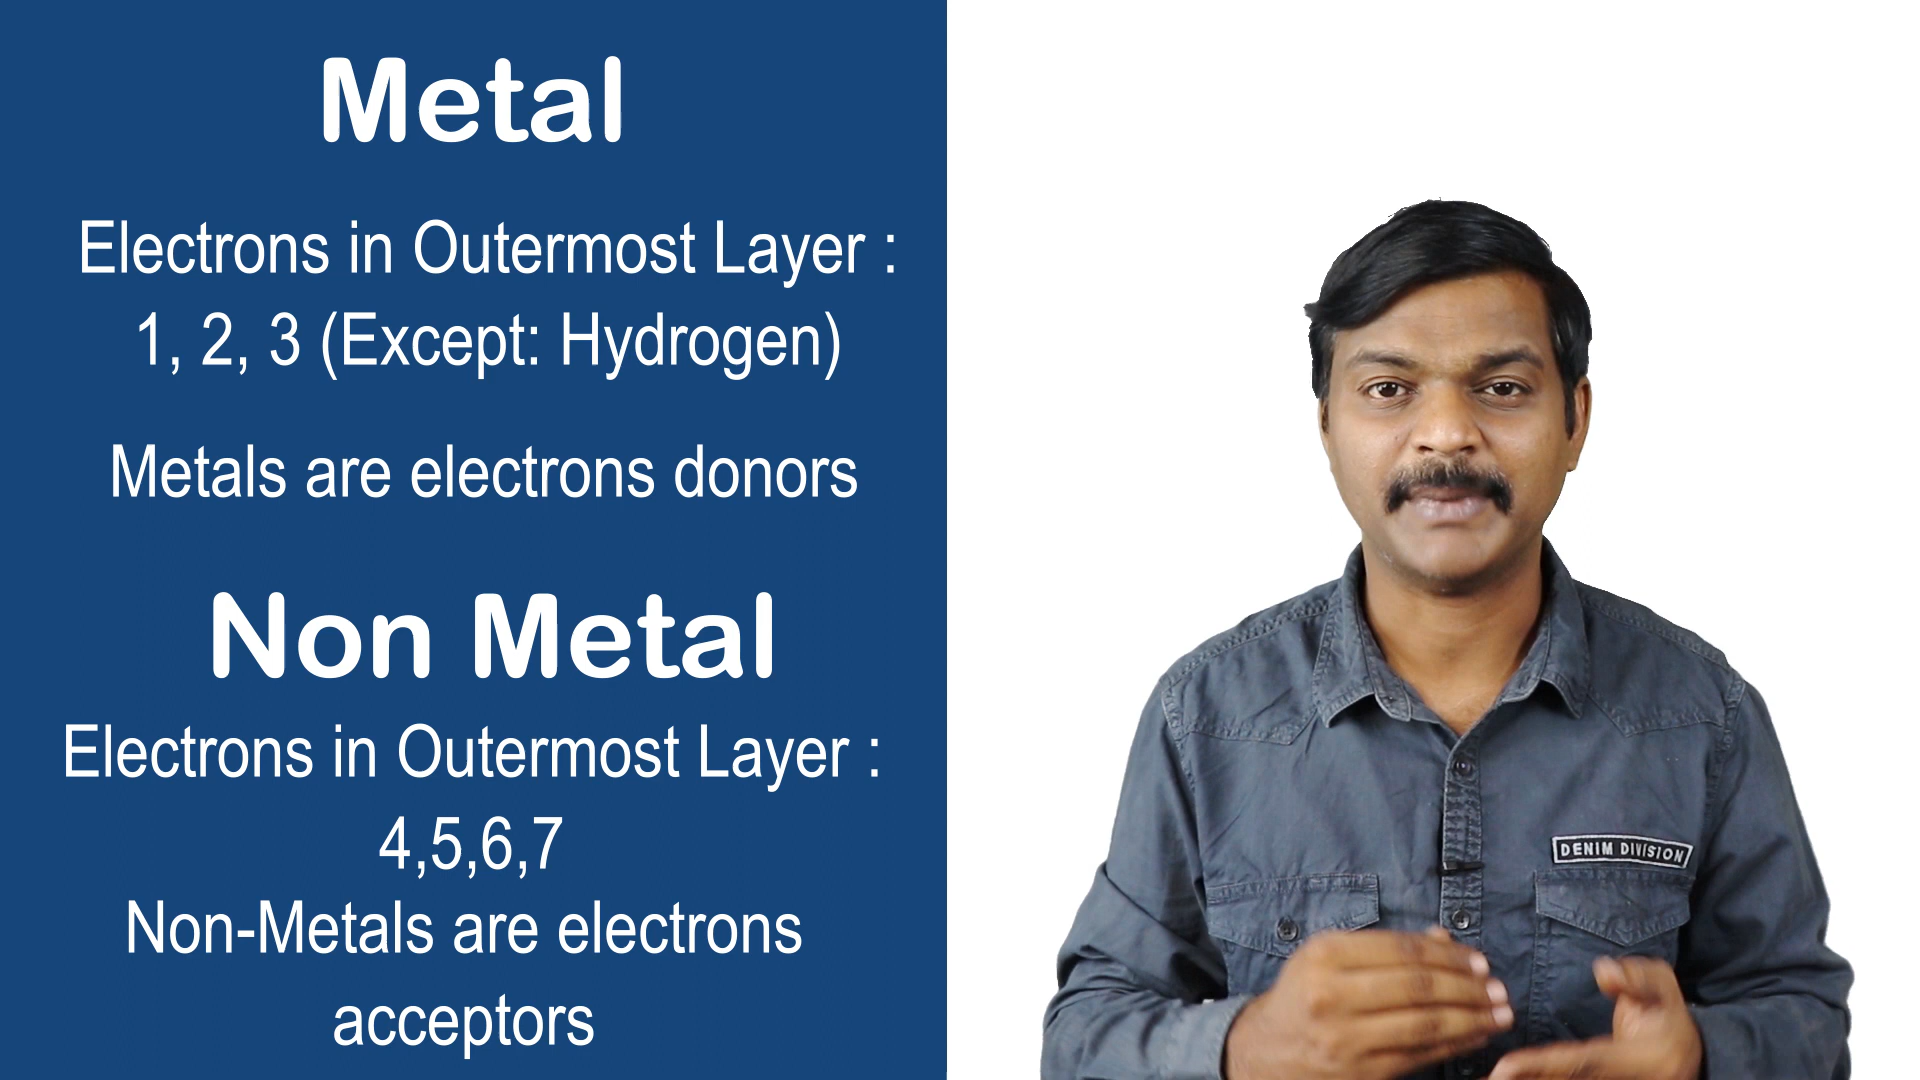 Metal
Electrons in Outermost Layer :
1, 2, 3 (Except: Hydrogen)
Metals are electrons donors
Non Metal
Electrons in Outermost Layer :
4,5,6,7
Non-Metals are electrons
acceptors
DENIM DIVISION